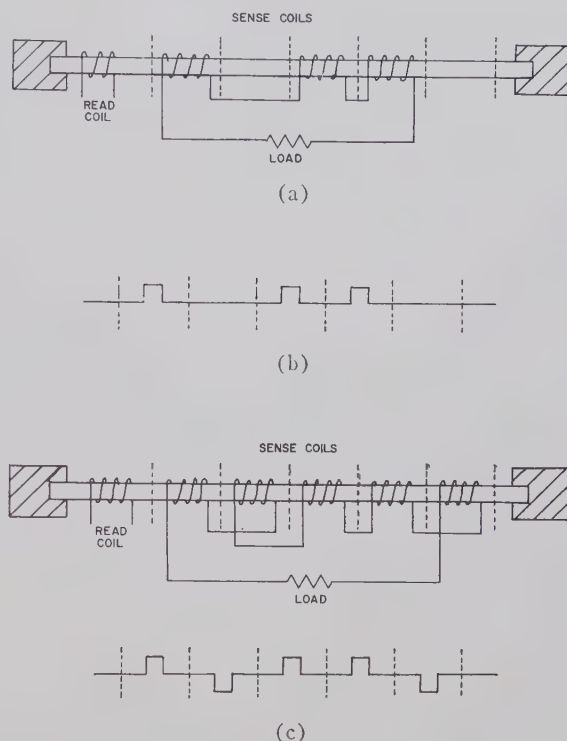 SENSE COILS
READ
COIL
LOAD
(a)
(b)
SENSE COILS
READ
COIL
LOAD
(c)